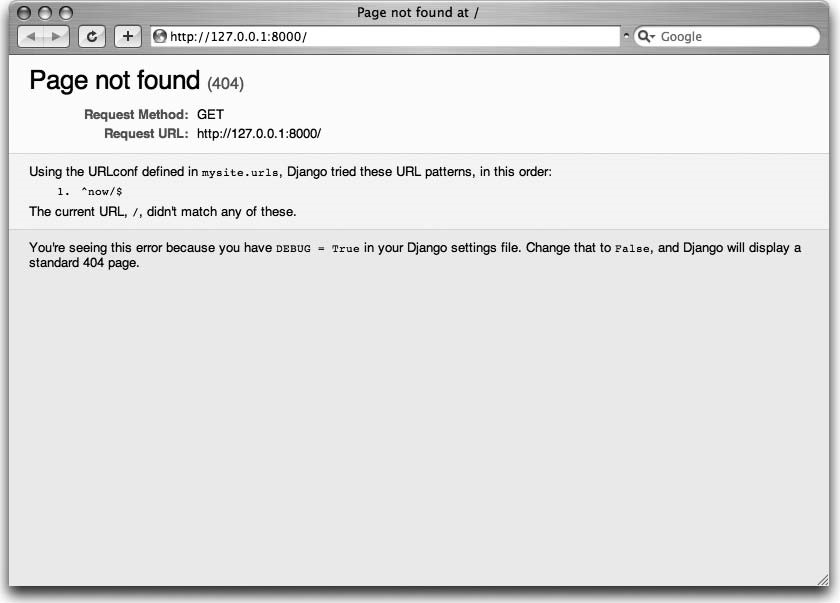 Page not found at /
http://127.0.0.1:8000/
Google
Page not found (404)
Request Method: GET
Request URL: http://127.0.0.1:8000/
Using the URLconf defined in mysite.urls, Django tried these URL patterns, in this order:
1. ^now/$
The current URL, /, didn't match any of these.
You're seeing this error because you have DEBUG = True in your Django settings file. Change that to False, and Django will display a
standard 404 page.